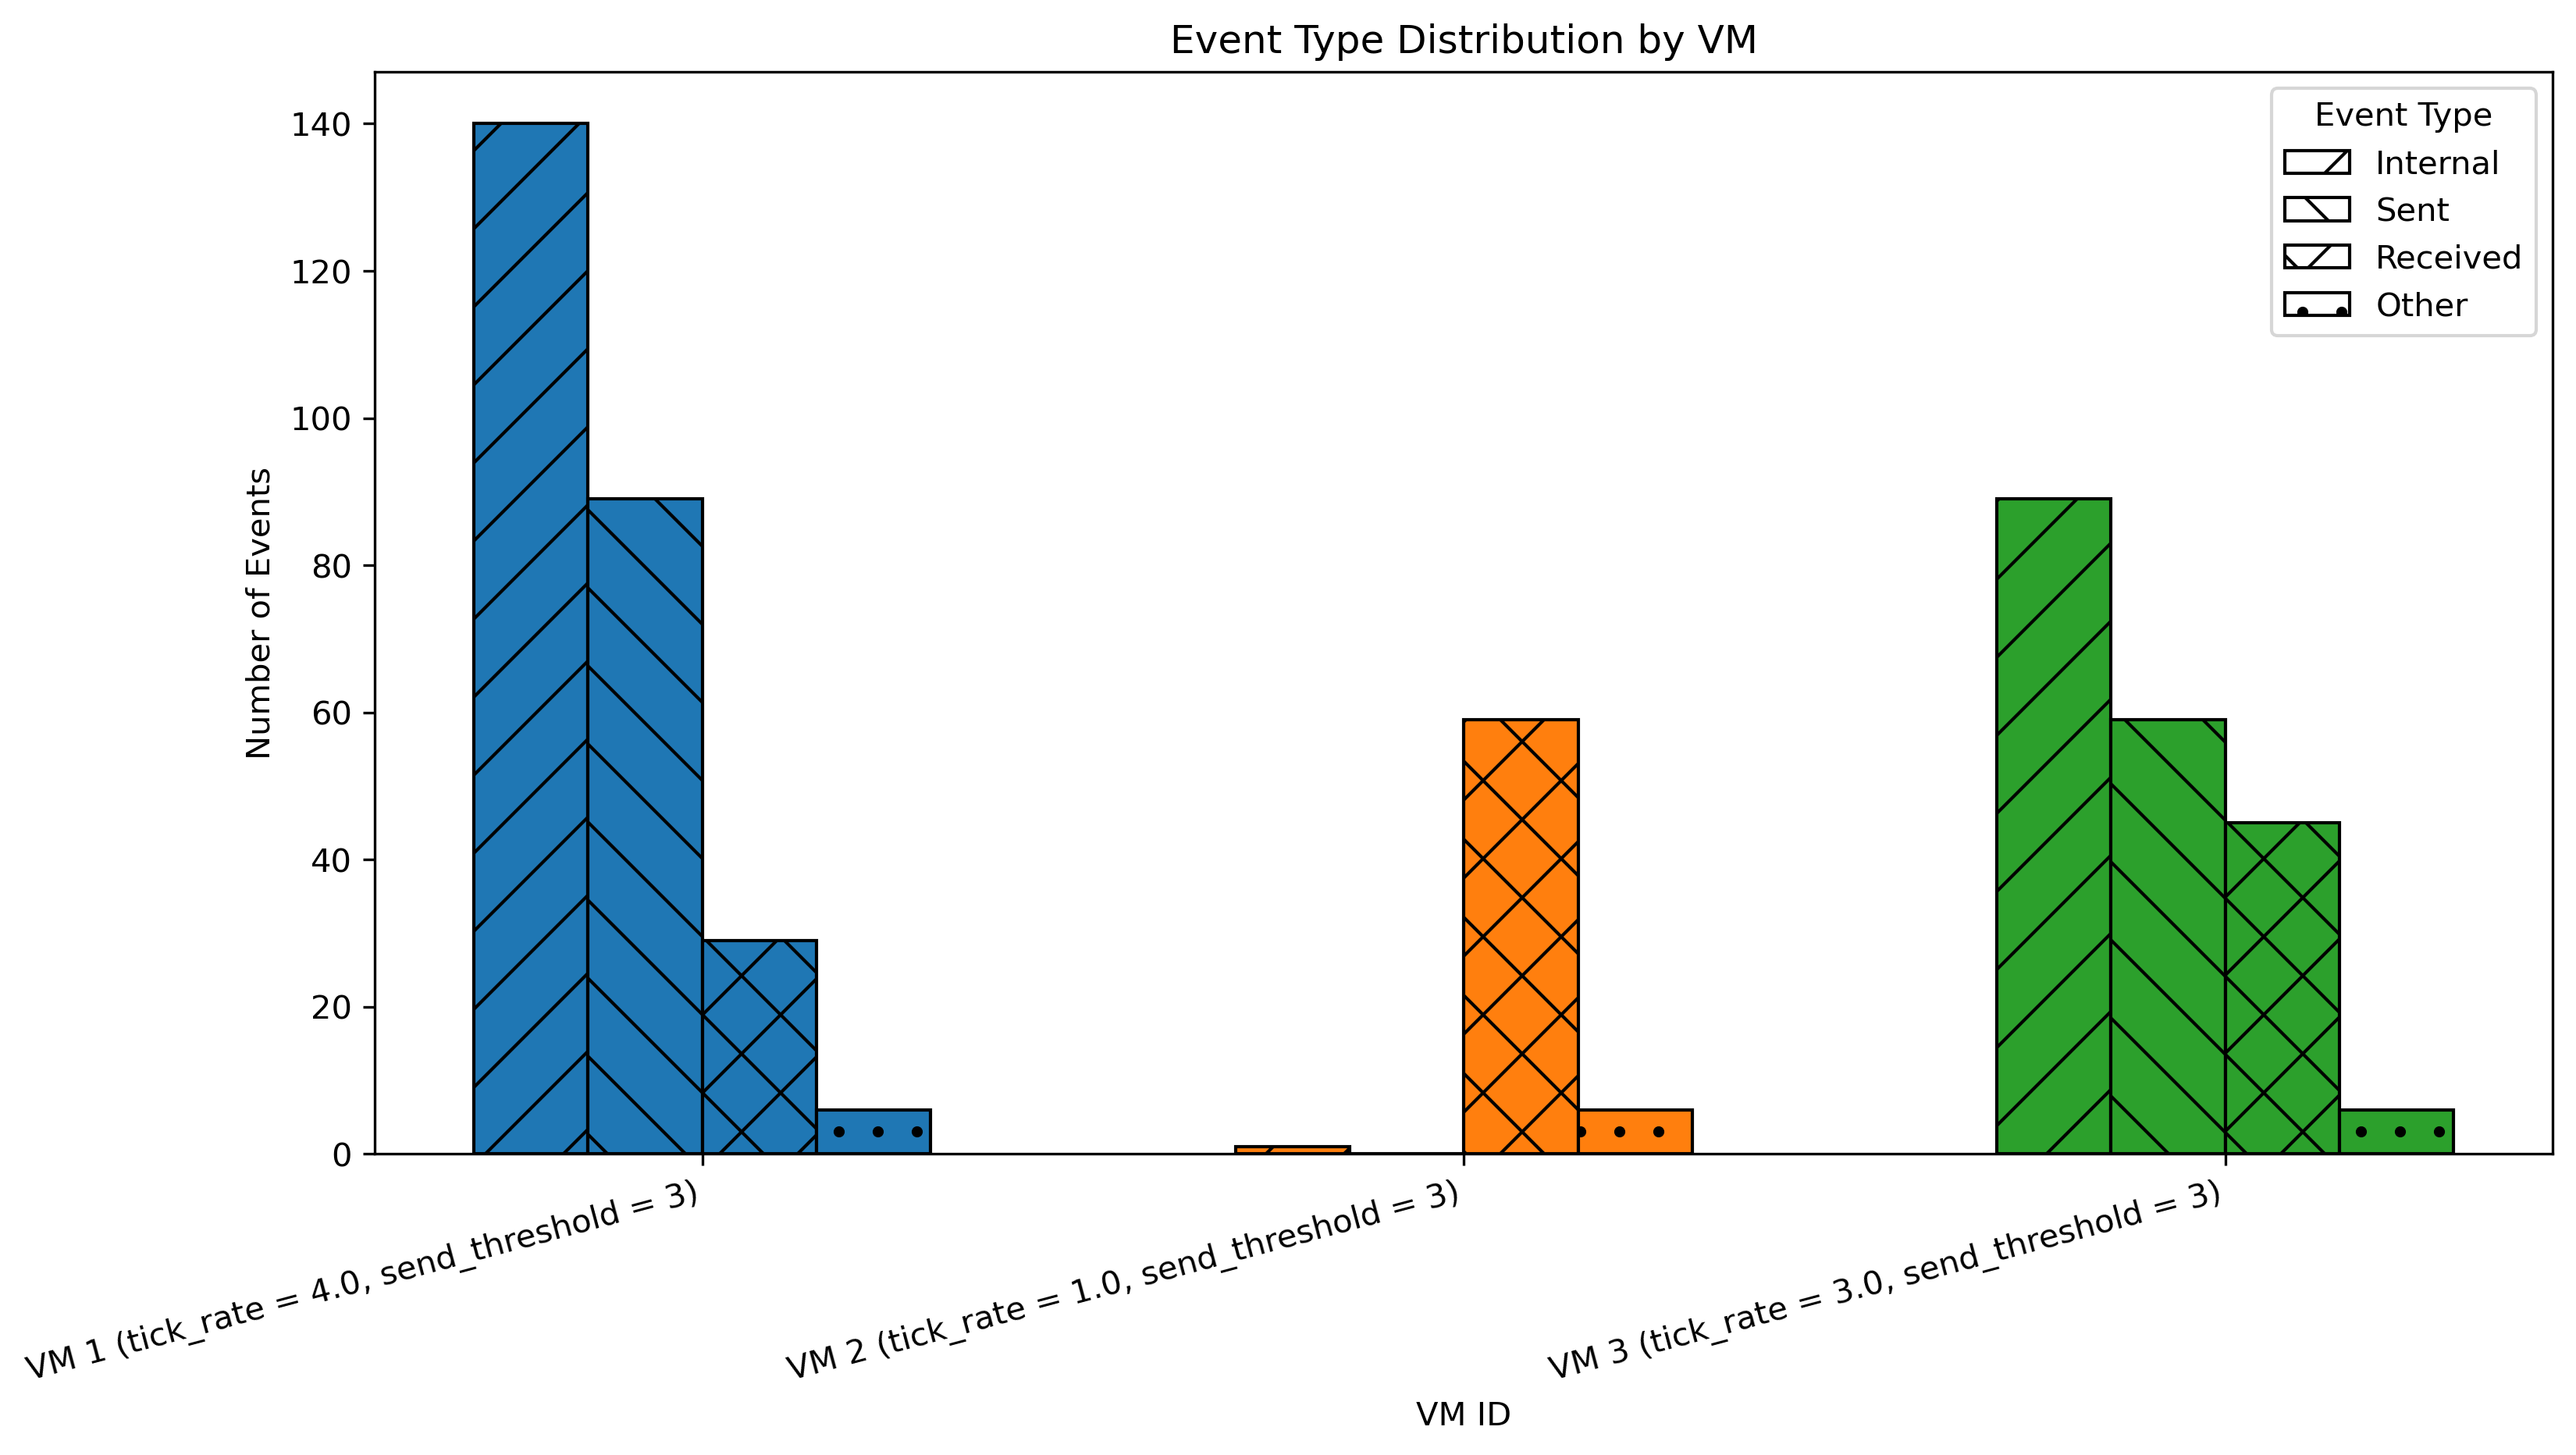 Event Type Distribution by VM
Number of Events
140
120
100
80
60
40
20
0
Event Type
Internal
Sent
Received
Other
VM 1 (tick_rate = 4.0, send_threshold = 3)
VM 2 (tick_rate = 1.0, send_threshold = 3)
VM 3 (tick_rate = 3.0, send_threshold = 3)
VM ID